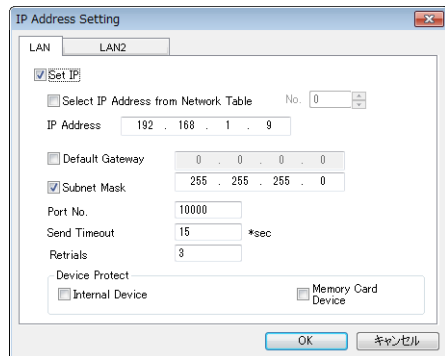 IP Address Setting
LAN LAN2
Set IP
Select IP Address from Network Table No. 0
IP Address 192 . 168 . 1 . 9
Default Gateway 0 . 0 . 0 . 0
Subnet Mask 255 . 255 . 255 . 0
Port No. 10000
Send Timeout 15 *sec
Retrials 3
Device Protect
Internal Device Memory Card Device
OK キャンセル